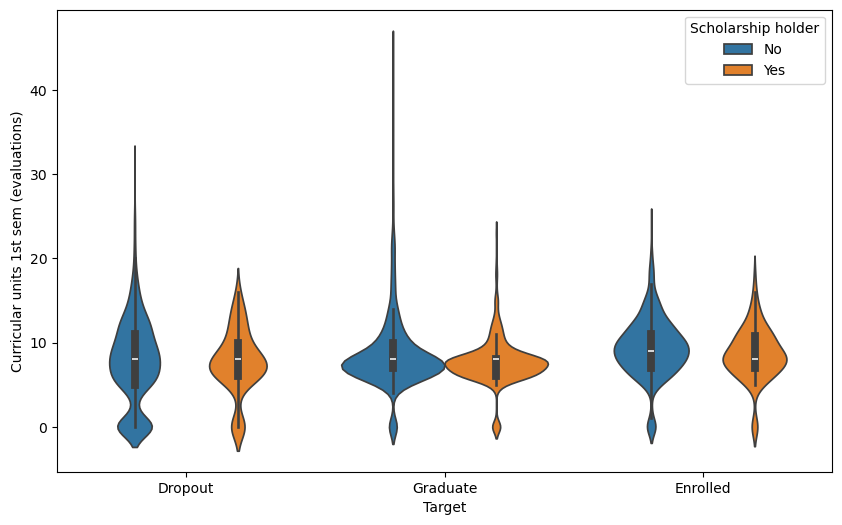 Scholarship holder
No
Yes
Curricular units 1st sem (evaluations)
40
30
20
10
0
Dropout
Graduate
Enrolled
Target